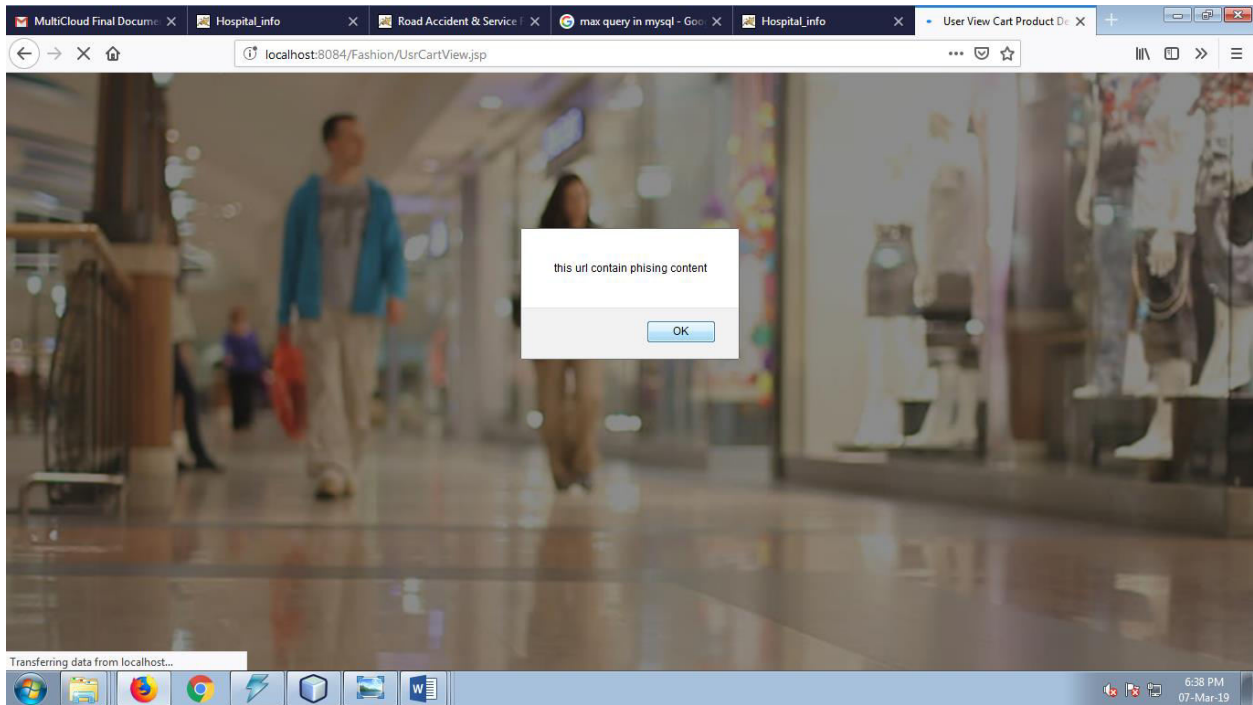 MultiCloud Final Docume
Hospital_info
Road Accident & Service F
max query in mysql - Goo
Hospital_info
User View Cart Product De
localhost:8084/Fashion/UsrCartView.jsp
this url contain phising content
OK
Transferring data from localhost...
6:38 PM
07-Mar-19